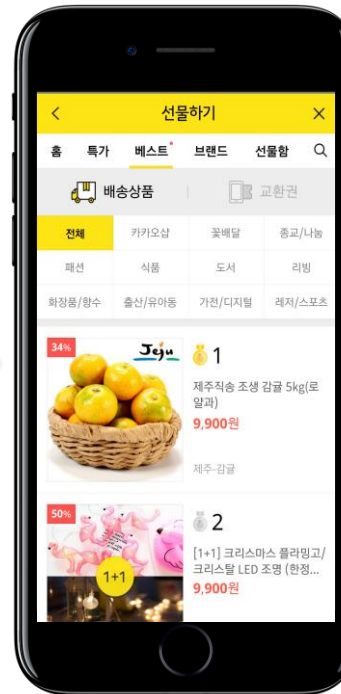 선물하기
홈 특가 베스트 브랜드 선물함
배송상품 교환권
전체 카카오샵 꽃배달 종교/나눔
패션 식품 도서 리빙
화장품/향수 출산/유아동 가전/디지털 레저/스포츠
34%
Jeju
1
제주직송 조생 감귤 5kg(로
얄과)
9,900원
제주-감귤
50%
1+1
2
[1+1] 크리스마스 플라밍고/
크리스탈 LED 조명 (한정...
9,900원